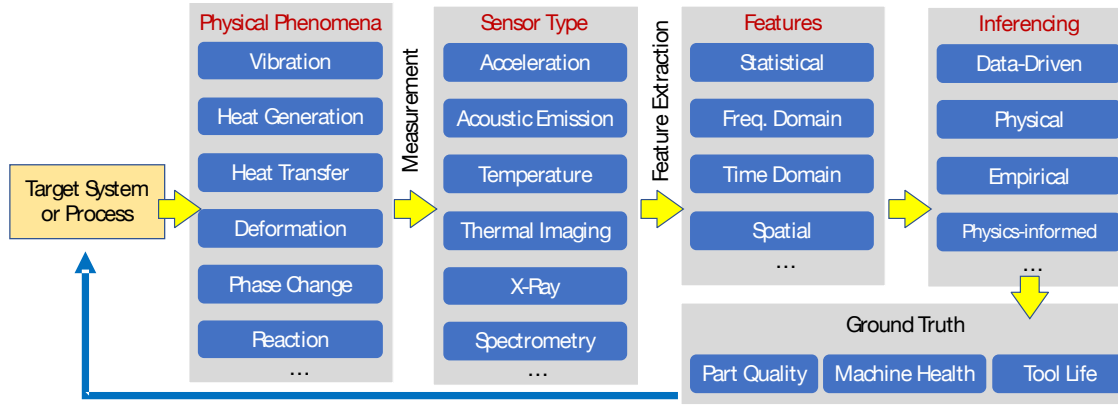 Target System
or Process
Physical Phenomena
Vibration
Heat Generation
Heat Transfer
Deformation
Phase Change
Reaction
...
Measurement
Sensor Type
Acceleration
Acoustic Emission
Temperature
Thermal Imaging
X-Ray
Spectrometry
...
Feature Extraction
Features
Statistical
Freq. Domain
Time Domain
Spatial
...
Inferencing
Data-Driven
Physical
Empirical
Physics-informed
...
Ground Truth
Part Quality
Machine Health
Tool Life